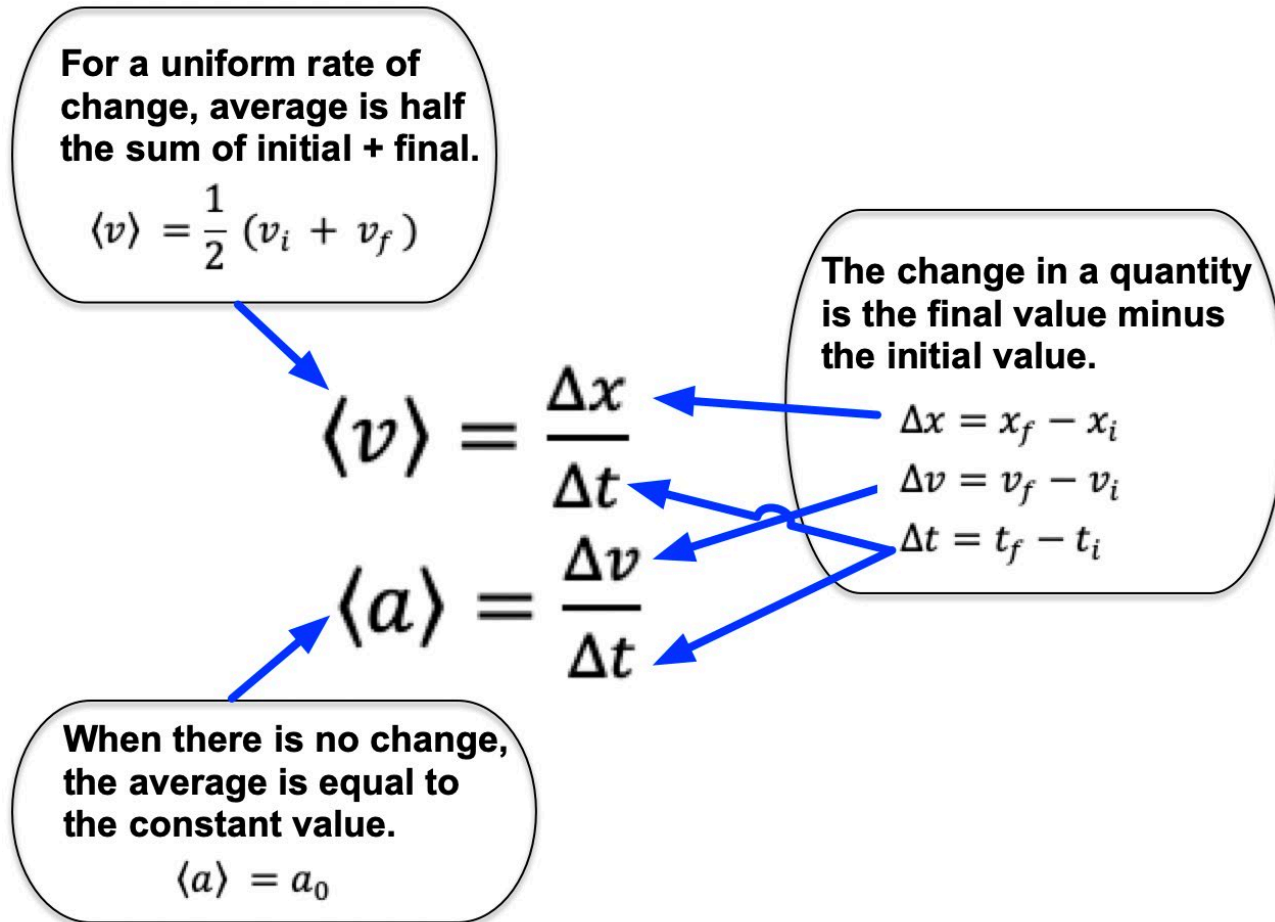 For a uniform rate of
change, average is half
the sum of initial + final.
⟨v⟩ = 1/2 (v_i + v_f)
The change in a quantity
is the final value minus
the initial value.
Δx = x_f − x_i
Δv = v_f − v_i
Δt = t_f − t_i
⟨v⟩ = Δx/Δt
⟨a⟩ = Δv/Δt
When there is no change,
the average is equal to
the constant value.
⟨a⟩ = a_0